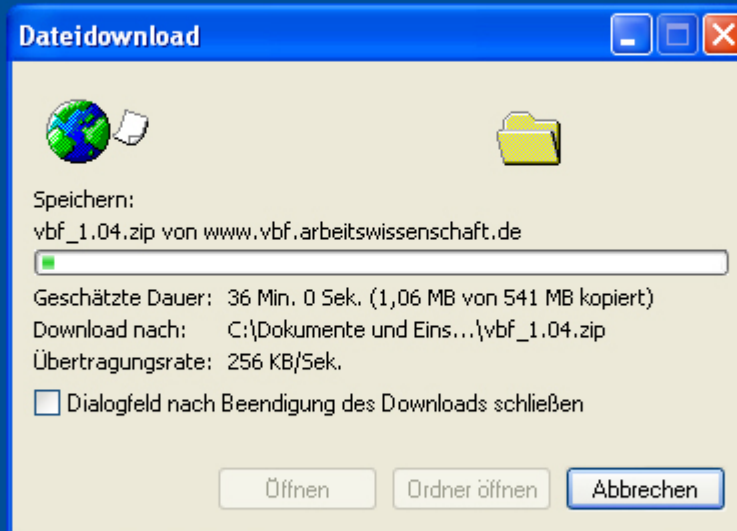 Dateidownload
Speichern:
vbf_1.04.zip von www.vbf.arbeitswissenschaft.de
Geschätzte Dauer: 36 Min. 0 Sek. (1,06 MB von 541 MB kopiert)
Download nach: C:\Dokumente und Eins...\vbf_1.04.zip
Übertragungsrate: 256 KB/Sek.
Dialogfeld nach Beendigung des Downloads schließen
Öffnen Ordner öffnen Abbrechen